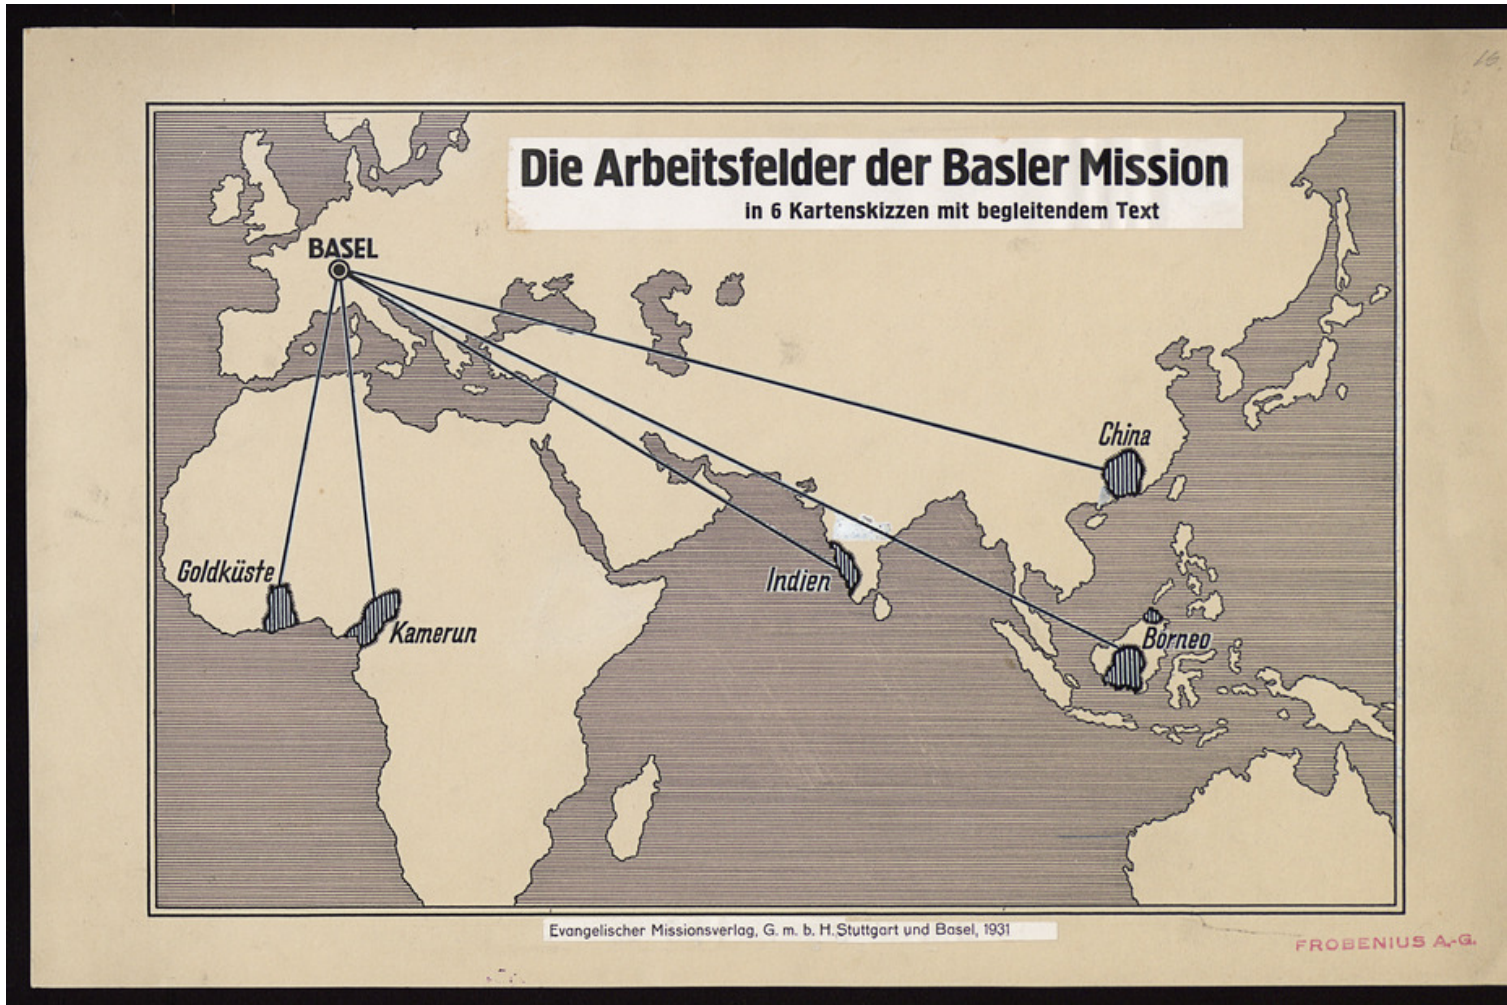 16.
Die Arbeitsfelder der Basler Mission
in 6 Kartenskizzen mit begleitendem Text
BASEL
China
Goldküste
Indien
Kamerun
Borneo
Evangelischer Missionsverlag, G. m. b. H. Stuttgart und Basel, 1931
FROBENIUS A.-G.